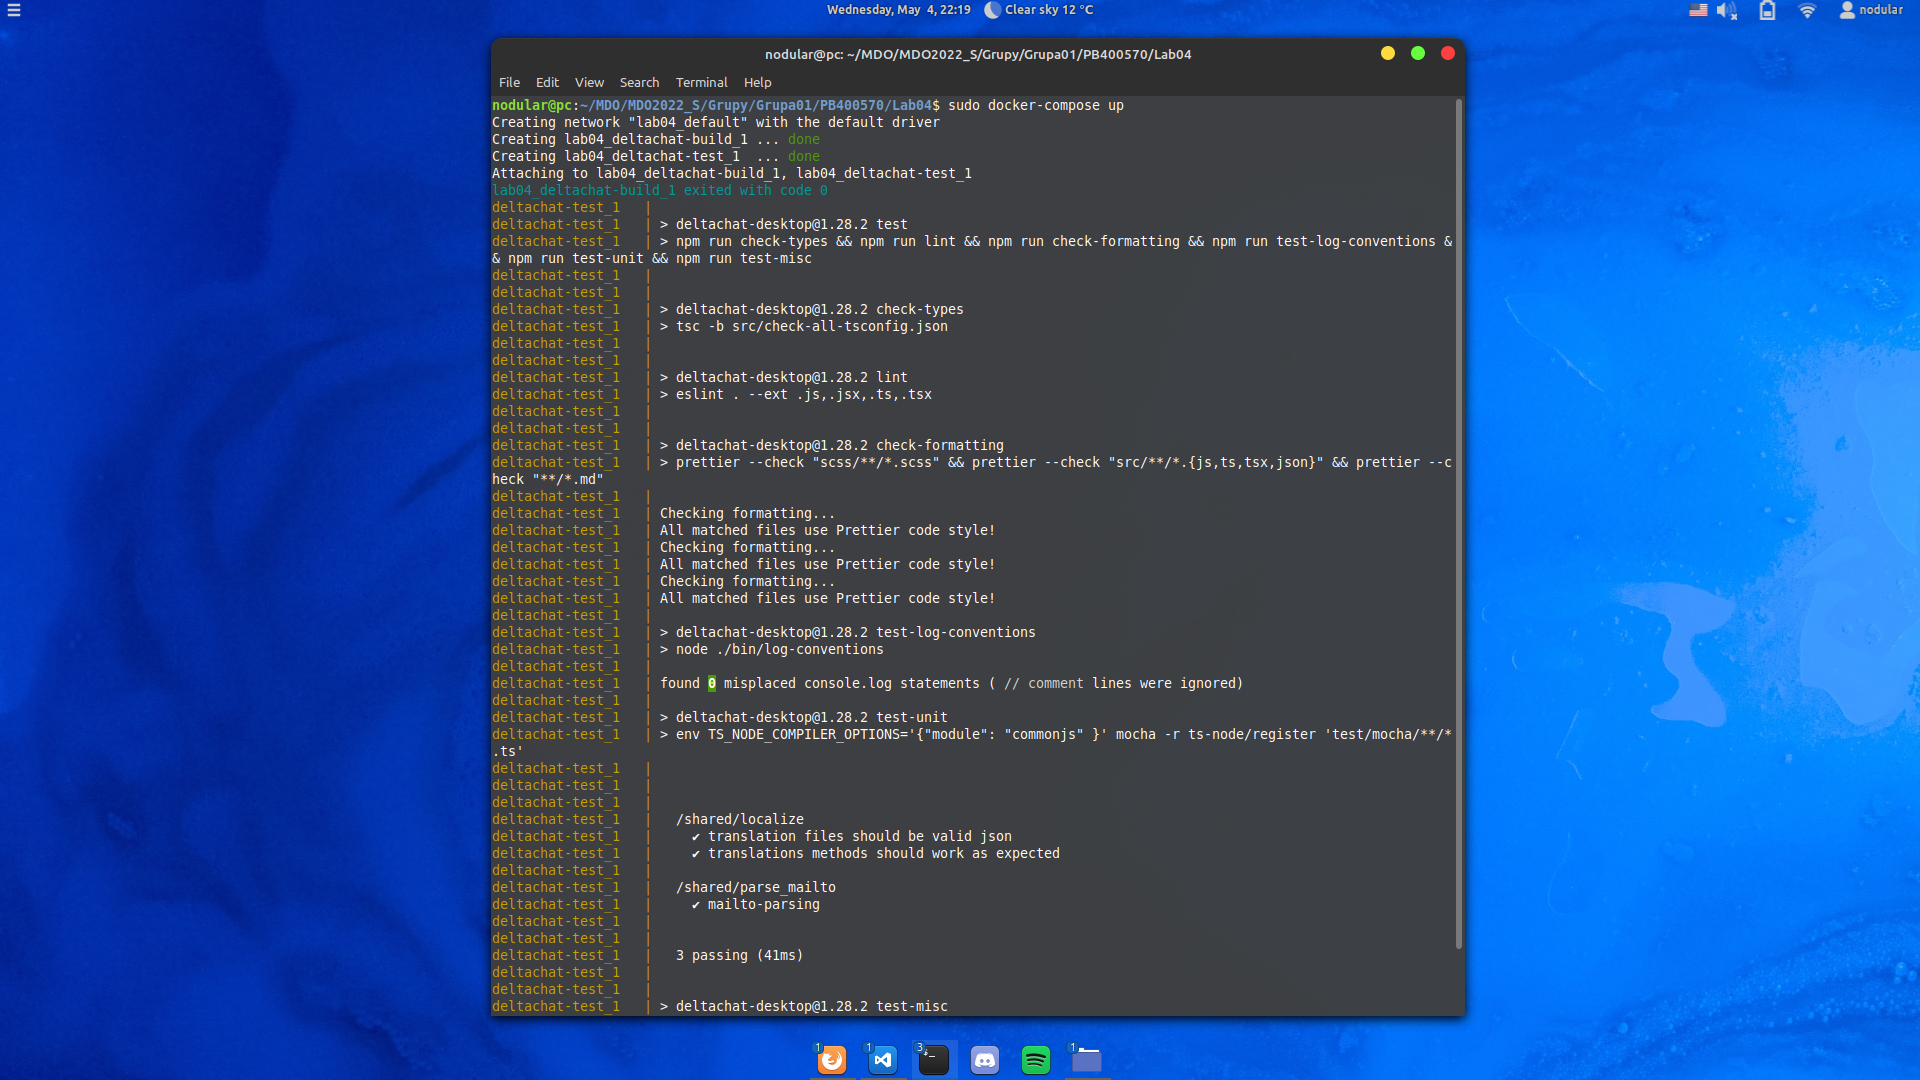 Wednesday, May 4, 22:19 Clear sky 12 °C nodular
nodular@pc: ~/MDO/MDO2022_S/Grupy/Grupa01/PB400570/Lab04
File Edit View Search Terminal Help
nodular@pc:~/MDO/MDO2022_S/Grupy/Grupa01/PB400570/Lab04$ sudo docker-compose up
Creating network "lab04_default" with the default driver
Creating lab04_deltachat-build_1 ... done
Creating lab04_deltachat-test_1  ... done
Attaching to lab04_deltachat-build_1, lab04_deltachat-test_1
lab04_deltachat-build_1 exited with code 0
deltachat-test_1   |
deltachat-test_1   | > deltachat-desktop@1.28.2 test
deltachat-test_1   | > npm run check-types && npm run lint && npm run check-formatting && npm run test-log-conventions &
& npm run test-unit && npm run test-misc
deltachat-test_1   |
deltachat-test_1   |
deltachat-test_1   | > deltachat-desktop@1.28.2 check-types
deltachat-test_1   | > tsc -b src/check-all-tsconfig.json
deltachat-test_1   |
deltachat-test_1   |
deltachat-test_1   | > deltachat-desktop@1.28.2 lint
deltachat-test_1   | > eslint . --ext .js,.jsx,.ts,.tsx
deltachat-test_1   |
deltachat-test_1   |
deltachat-test_1   | > deltachat-desktop@1.28.2 check-formatting
deltachat-test_1   | > prettier --check "scss/**/*.scss" && prettier --check "src/**/*.{js,ts,tsx,json}" && prettier --c
heck "**/*.md"
deltachat-test_1   |
deltachat-test_1   | Checking formatting...
deltachat-test_1   | All matched files use Prettier code style!
deltachat-test_1   | Checking formatting...
deltachat-test_1   | All matched files use Prettier code style!
deltachat-test_1   | Checking formatting...
deltachat-test_1   | All matched files use Prettier code style!
deltachat-test_1   |
deltachat-test_1   | > deltachat-desktop@1.28.2 test-log-conventions
deltachat-test_1   | > node ./bin/log-conventions
deltachat-test_1   |
deltachat-test_1   | found 0 misplaced console.log statements ( // comment lines were ignored)
deltachat-test_1   |
deltachat-test_1   | > deltachat-desktop@1.28.2 test-unit
deltachat-test_1   | > env TS_NODE_COMPILER_OPTIONS='{"module": "commonjs" }' mocha -r ts-node/register 'test/mocha/**/*
.ts'
deltachat-test_1   |
deltachat-test_1   |
deltachat-test_1   |
deltachat-test_1   |   /shared/localize
deltachat-test_1   |     ✔ translation files should be valid json
deltachat-test_1   |     ✔ translations methods should work as expected
deltachat-test_1   |
deltachat-test_1   |   /shared/parse_mailto
deltachat-test_1   |     ✔ mailto-parsing
deltachat-test_1   |
deltachat-test_1   |
deltachat-test_1   |   3 passing (41ms)
deltachat-test_1   |
deltachat-test_1   |
deltachat-test_1   | > deltachat-desktop@1.28.2 test-misc
1 1 3 1